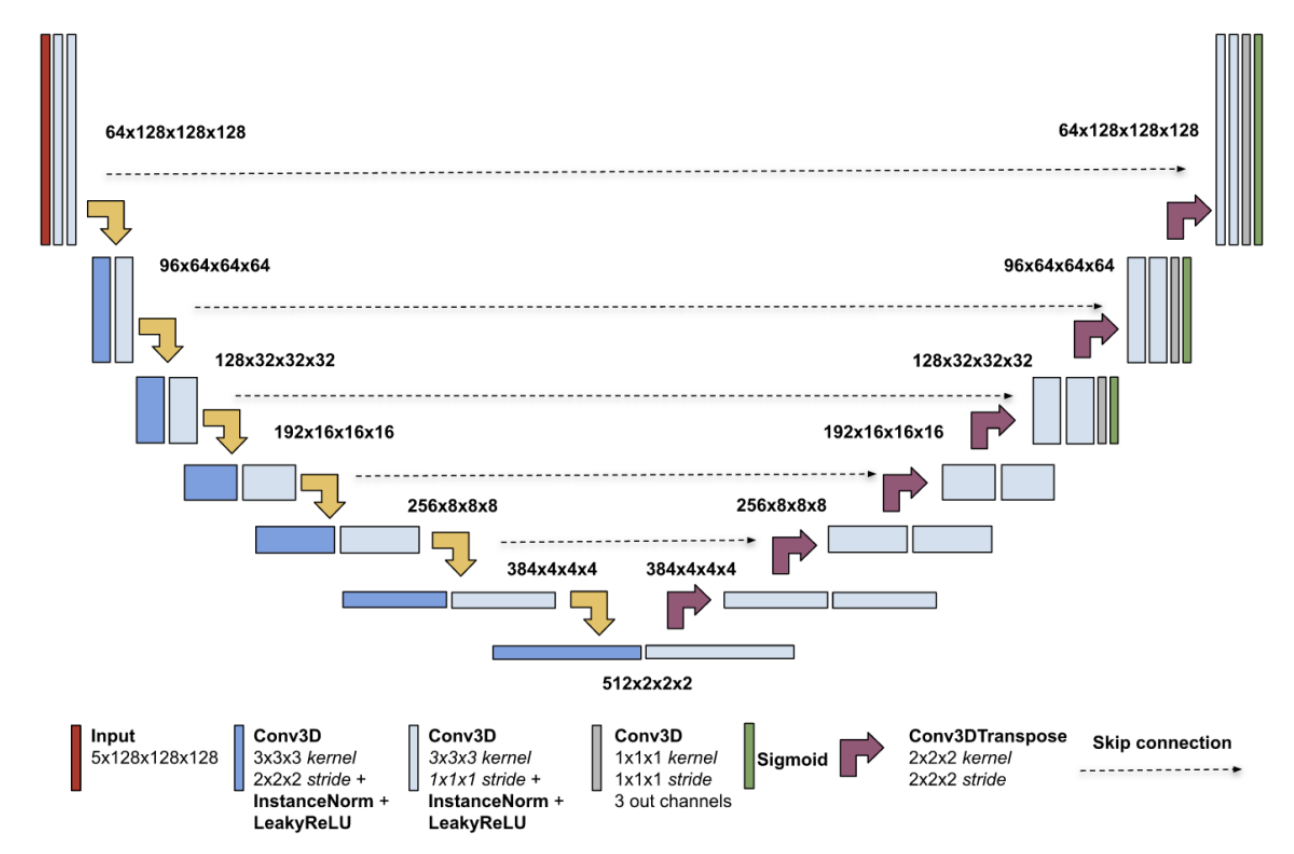 64x128x128x128
64x128x128x128
96x64x64x64
96x64x64x64
128x32x32x32
128x32x32x32
192x16x16x16
192x16x16x16
256x8x8x8
256x8x8x8
384x4x4x4
384x4x4x4
512x2x2x2
Input
5x128x128x128
Conv3D
3x3x3 kernel
2x2x2 stride +
InstanceNorm +
LeakyReLU
Conv3D
3x3x3 kernel
1x1x1 stride +
InstanceNorm +
LeakyReLU
Conv3D
1x1x1 kernel
1x1x1 stride
3 out channels
Sigmoid
Conv3DTranspose
2x2x2 kernel
2x2x2 stride
Skip connection